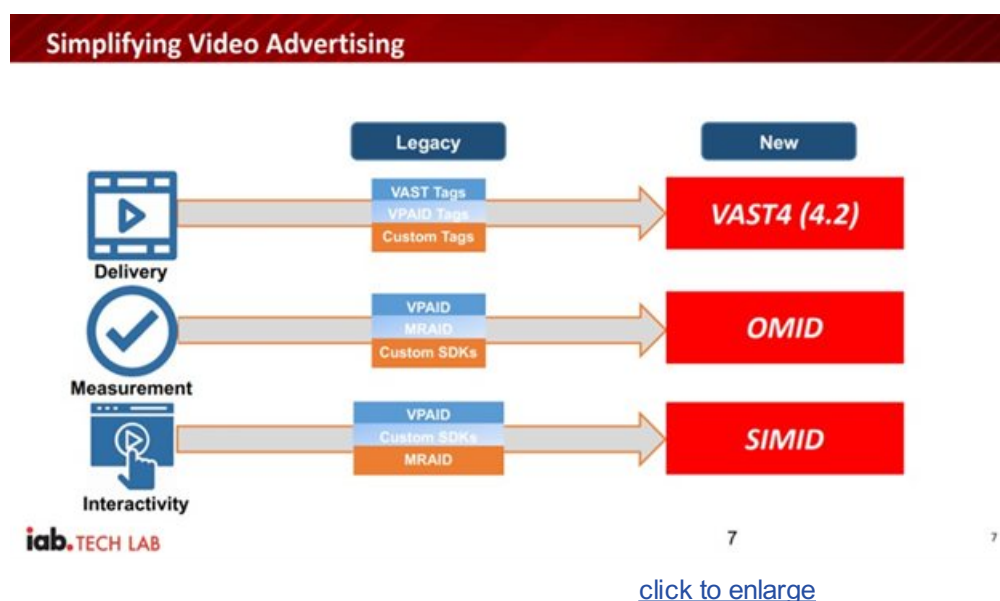 Simplifying Video Advertising
Legacy
New
VAST Tags
VPAID Tags
Custom Tags
VAST4 (4.2)
Delivery
VPAID
MRAID
Custom SDKs
OMID
Measurement
VPAID
Custom SDKs
MRAID
SIMID
Interactivity
iab.TECH LAB
7
7
click to enlarge